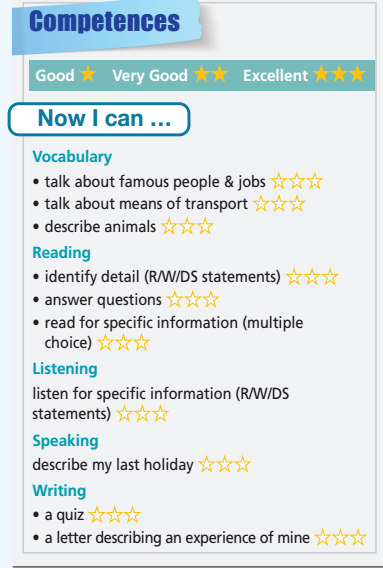 Competences
Good ★ Very Good ★★ Excellent ★★★
Now I can ...
Vocabulary
• talk about famous people & jobs ☆☆☆
• talk about means of transport ☆☆☆
• describe animals ☆☆☆
Reading
• identify detail (R/W/DS statements) ☆☆☆
• answer questions ☆☆☆
• read for specific information (multiple
choice) ☆☆☆
Listening
listen for specific information (R/W/DS
statements) ☆☆☆
Speaking
describe my last holiday ☆☆☆
Writing
• a quiz ☆☆☆
• a letter describing an experience of mine ☆☆☆